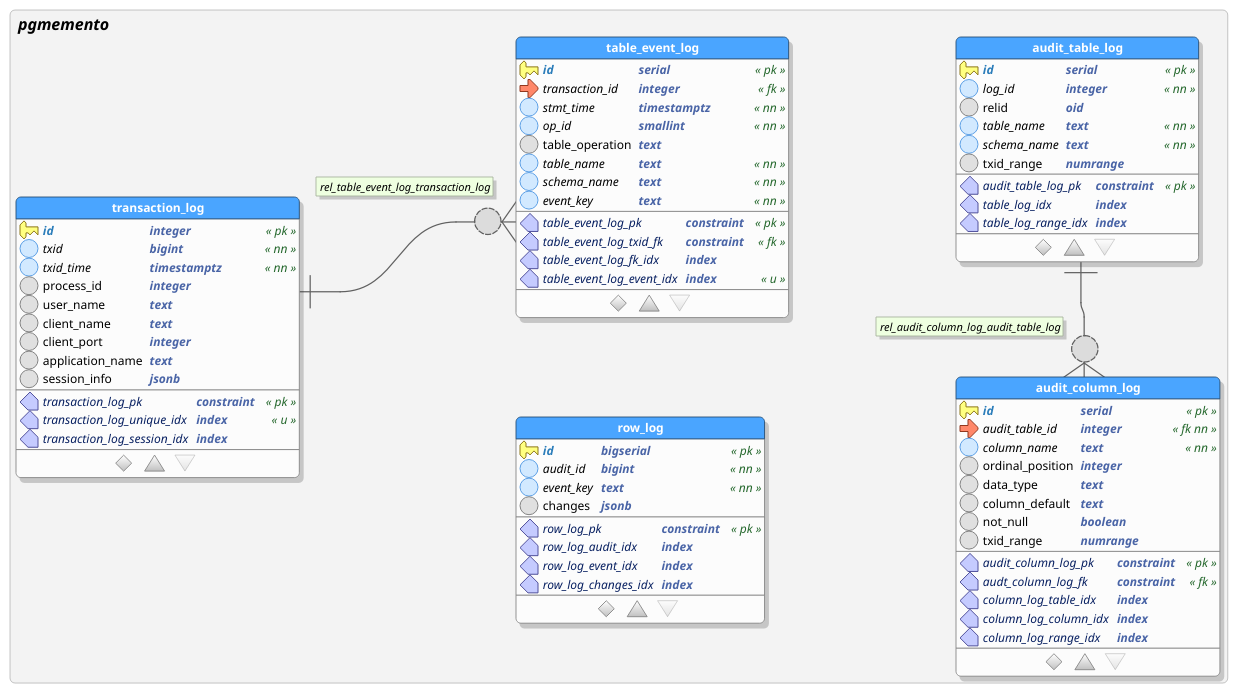 pgmemento
table_event_log
id serial « pk »
transaction_id integer « fk »
stmt_time timestamptz « nn »
op_id smallint « nn »
table_operation text
table_name text « nn »
schema_name text « nn »
event_key text « nn »
table_event_log_pk constraint « pk »
table_event_log_txid_fk constraint « fk »
table_event_log_fk_idx index
table_event_log_event_idx index « u »
audit_table_log
id serial « pk »
log_id integer « nn »
relid oid
table_name text « nn »
schema_name text « nn »
txid_range numrange
audit_table_log_pk constraint « pk »
table_log_idx index
table_log_range_idx index
rel_table_event_log_transaction_log
transaction_log
id integer « pk »
txid bigint « nn »
txid_time timestamptz « nn »
process_id integer
user_name text
client_name text
client_port integer
application_name text
session_info jsonb
transaction_log_pk constraint « pk »
transaction_log_unique_idx index « u »
transaction_log_session_idx index
rel_audit_column_log_audit_table_log
row_log
id bigserial « pk »
audit_id bigint « nn »
event_key text « nn »
changes jsonb
row_log_pk constraint « pk »
row_log_audit_idx index
row_log_event_idx index
row_log_changes_idx index
audit_column_log
id serial « pk »
audit_table_id integer « fk nn »
column_name text « nn »
ordinal_position integer
data_type text
column_default text
not_null boolean
txid_range numrange
audit_column_log_pk constraint « pk »
audt_column_log_fk constraint « fk »
column_log_table_idx index
column_log_column_idx index
column_log_range_idx index